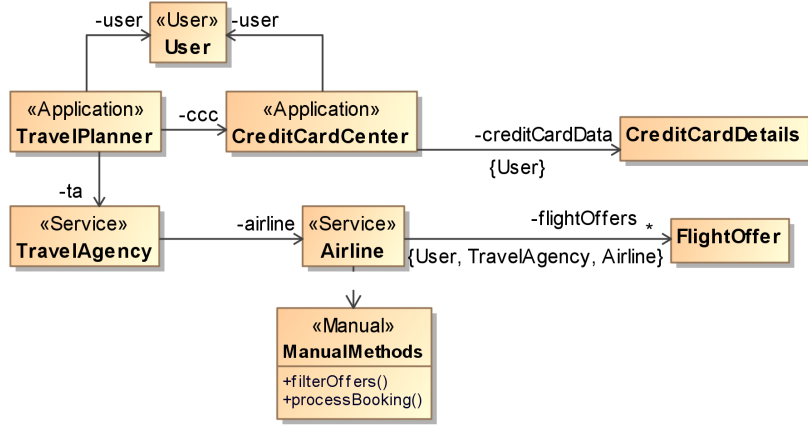 -user
«User»
User
-user
«Application»
TravelPlanner
-ccc
«Application»
CreditCardCenter
-creditCardData
{User}
CreditCardDetails
-ta
«Service»
TravelAgency
-airline
«Service»
Airline
-flightOffers
*
{User, TravelAgency, Airline}
FlightOffer
«Manual»
ManualMethods
+filterOffers()
+processBooking()